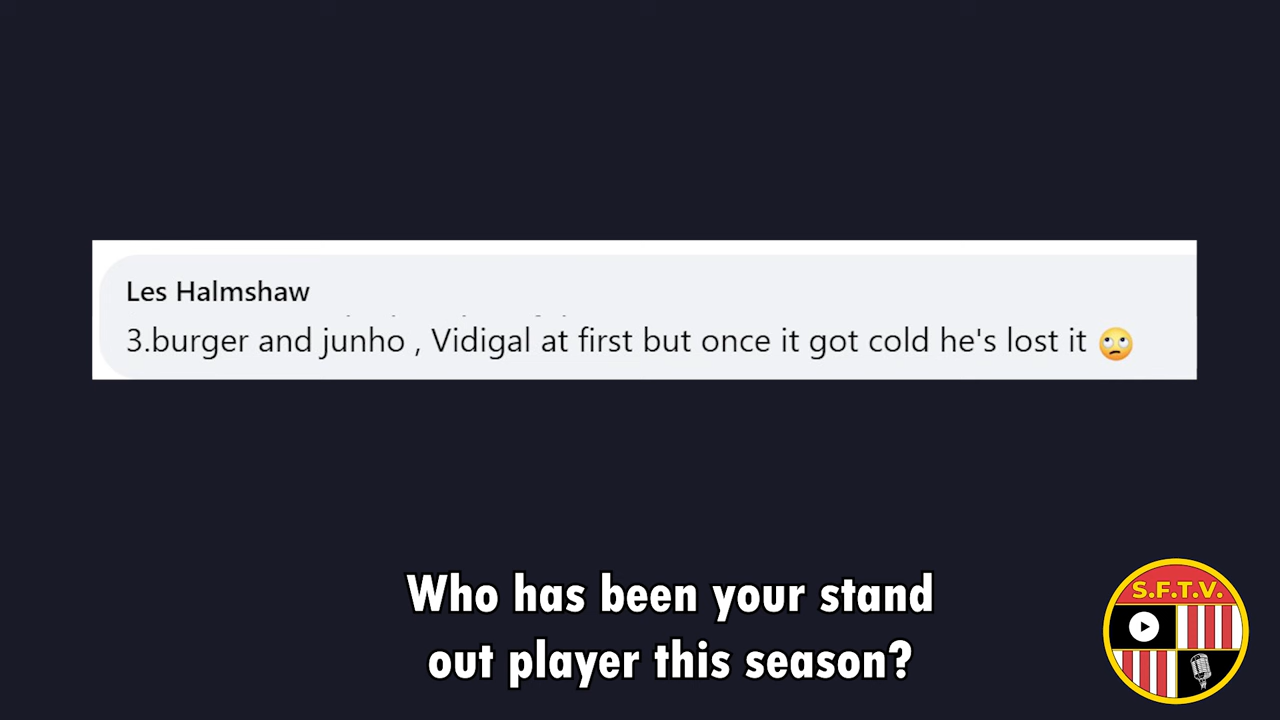 Les Halmshaw
3.burger and junho , Vidigal at first but once it got cold he's lost it 🙄
Who has been your stand
out player this season?
S.F.T.V.